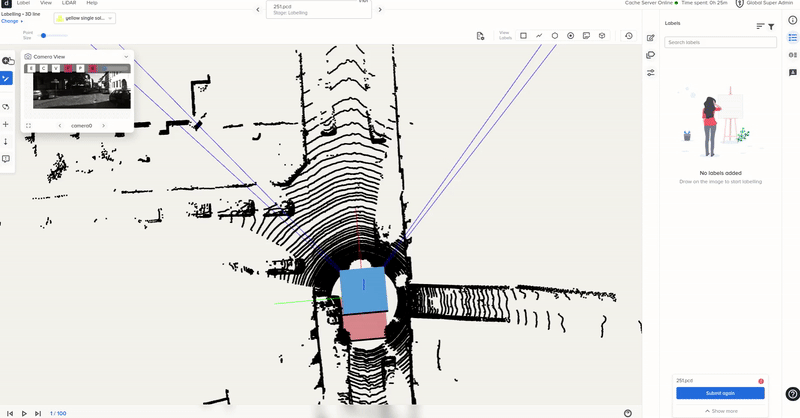 d Label View LiDAR Help
Cache Server Online Time spent: 0h 25m Global Super Admin
Labelling - 3D line
Change
yellow single sol...
251.pcd
Stage: Labelling
Point
Size
View
Labels
Camera View
E C V
P
camera0
Labels
Search labels
No labels added
Draw on the image to start labelling
251.pcd
Submit again
Show more
1 / 100